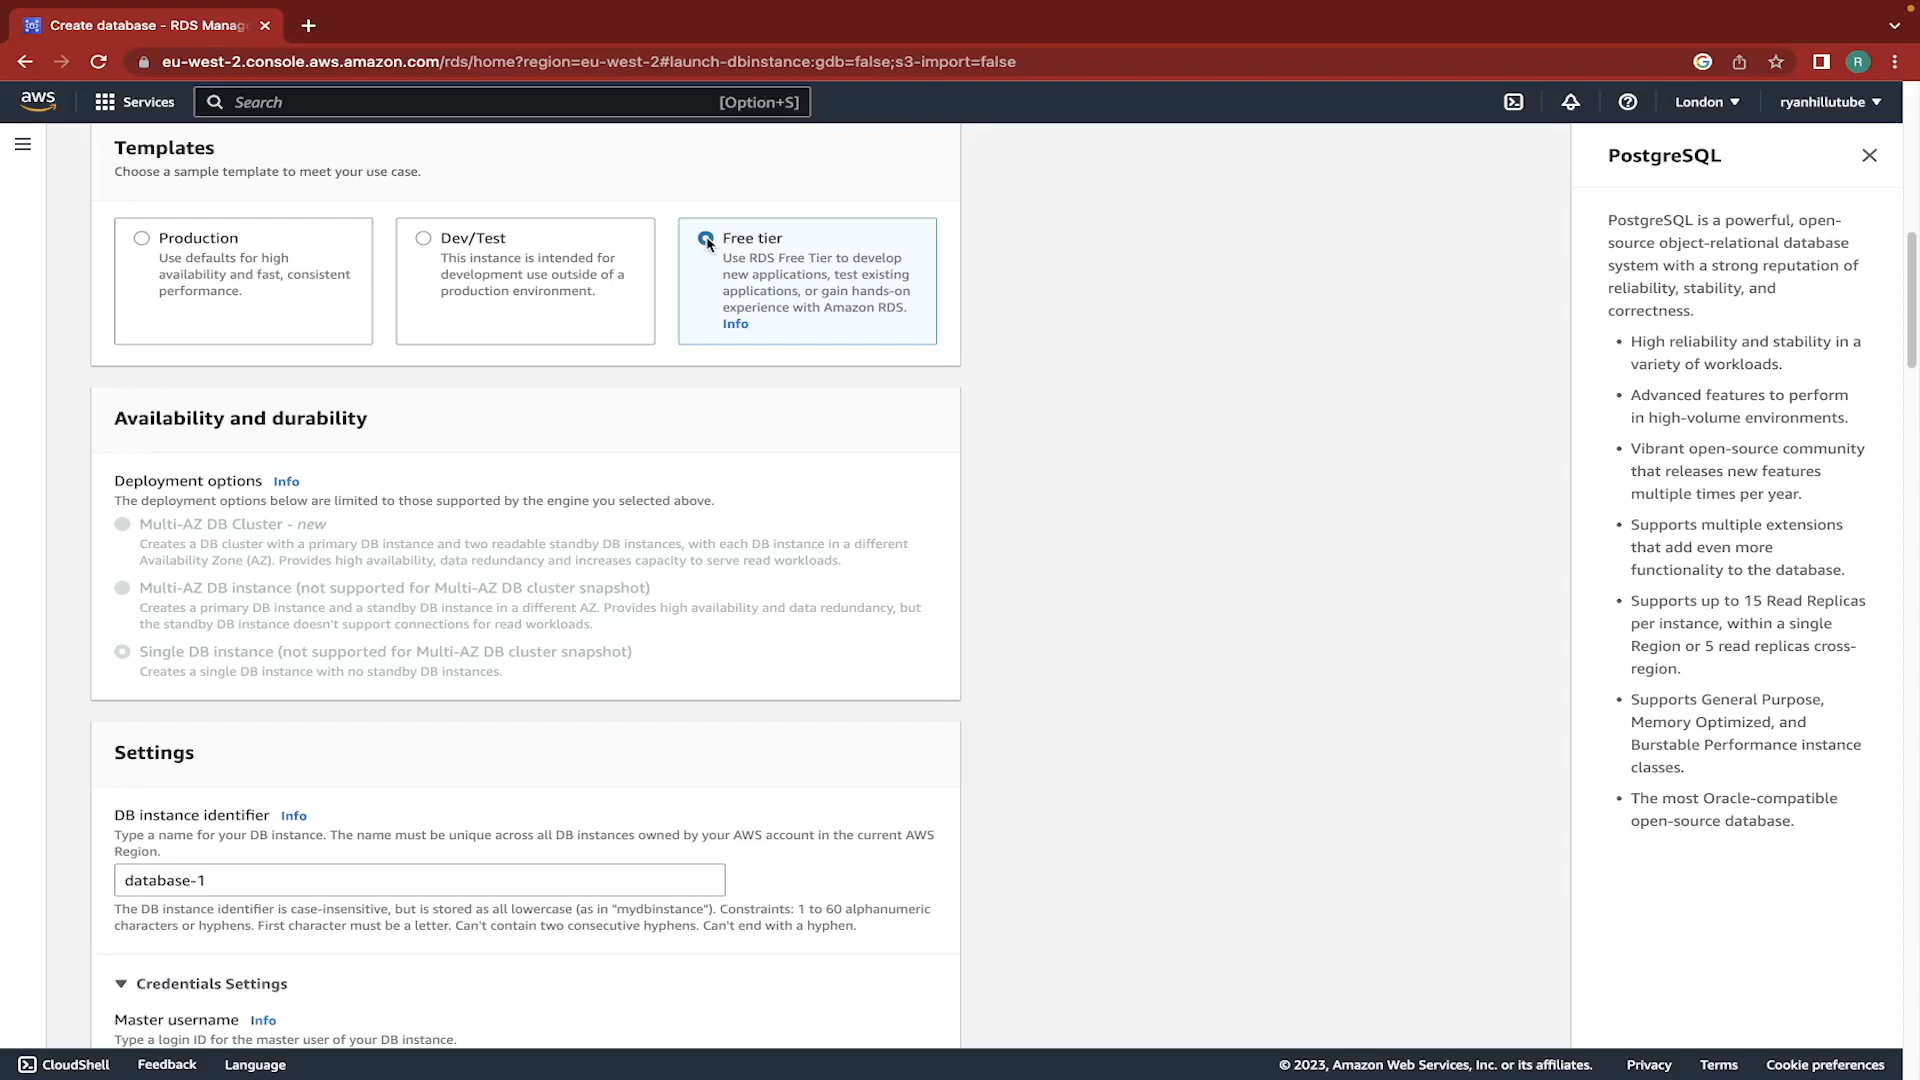 Create database - RDS Manag
eu-west-2.console.aws.amazon.com/rds/home?region=eu-west-2#launch-dbinstance:gdb=false;s3-import=false
R
aws
Services
Search
[Option+S]
London
ryanhillutube
Templates
Choose a sample template to meet your use case.
Production
Use defaults for high
availability and fast, consistent
performance.
Dev/Test
This instance is intended for
development use outside of a
production environment.
Free tier
Use RDS Free Tier to develop
new applications, test existing
applications, or gain hands-on
experience with Amazon RDS.
Info
Availability and durability
Deployment options Info
The deployment options below are limited to those supported by the engine you selected above.
Multi-AZ DB Cluster - new
Creates a DB cluster with a primary DB instance and two readable standby DB instances, with each DB instance in a different
Availability Zone (AZ). Provides high availability, data redundancy and increases capacity to serve read workloads.
Multi-AZ DB instance (not supported for Multi-AZ DB cluster snapshot)
Creates a primary DB instance and a standby DB instance in a different AZ. Provides high availability and data redundancy, but
the standby DB instance doesn't support connections for read workloads.
Single DB instance (not supported for Multi-AZ DB cluster snapshot)
Creates a single DB instance with no standby DB instances.
Settings
DB instance identifier Info
Type a name for your DB instance. The name must be unique across all DB instances owned by your AWS account in the current AWS
Region.
database-1
The DB instance identifier is case-insensitive, but is stored as all lowercase (as in "mydbinstance"). Constraints: 1 to 60 alphanumeric
characters or hyphens. First character must be a letter. Can't contain two consecutive hyphens. Can't end with a hyphen.
Credentials Settings
Master username Info
Type a login ID for the master user of your DB instance.
PostgreSQL
PostgreSQL is a powerful, open-
source object-relational database
system with a strong reputation of
reliability, stability, and
correctness.
• High reliability and stability in a
variety of workloads.
• Advanced features to perform
in high-volume environments.
• Vibrant open-source community
that releases new features
multiple times per year.
• Supports multiple extensions
that add even more
functionality to the database.
• Supports up to 15 Read Replicas
per instance, within a single
Region or 5 read replicas cross-
region.
• Supports General Purpose,
Memory Optimized, and
Burstable Performance instance
classes.
• The most Oracle-compatible
open-source database.
CloudShell
Feedback
Language
© 2023, Amazon Web Services, Inc. or its affiliates.
Privacy
Terms
Cookie preferences